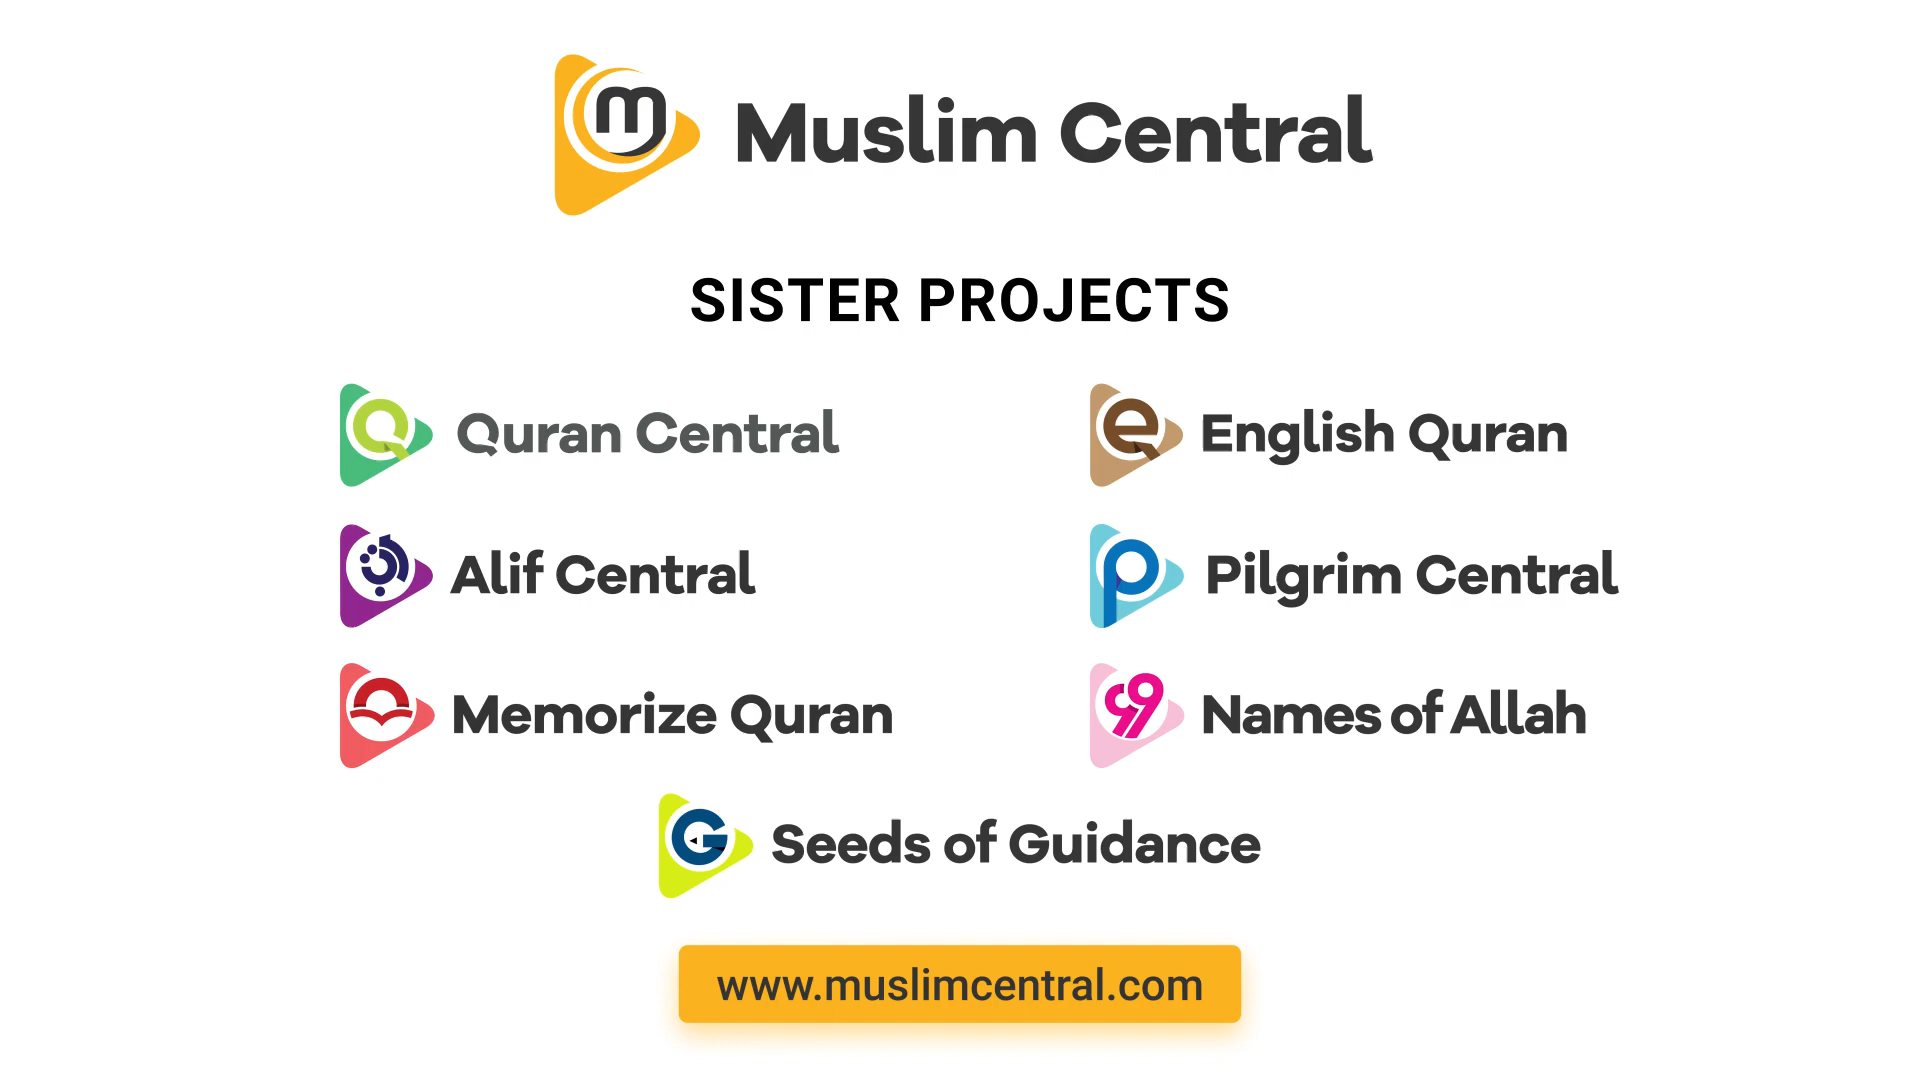 Muslim Central
SISTER PROJECTS
Quran Central
English Quran
Alif Central
Pilgrim Central
Memorize Quran
99 Names of Allah
Seeds of Guidance
www.muslimcentral.com